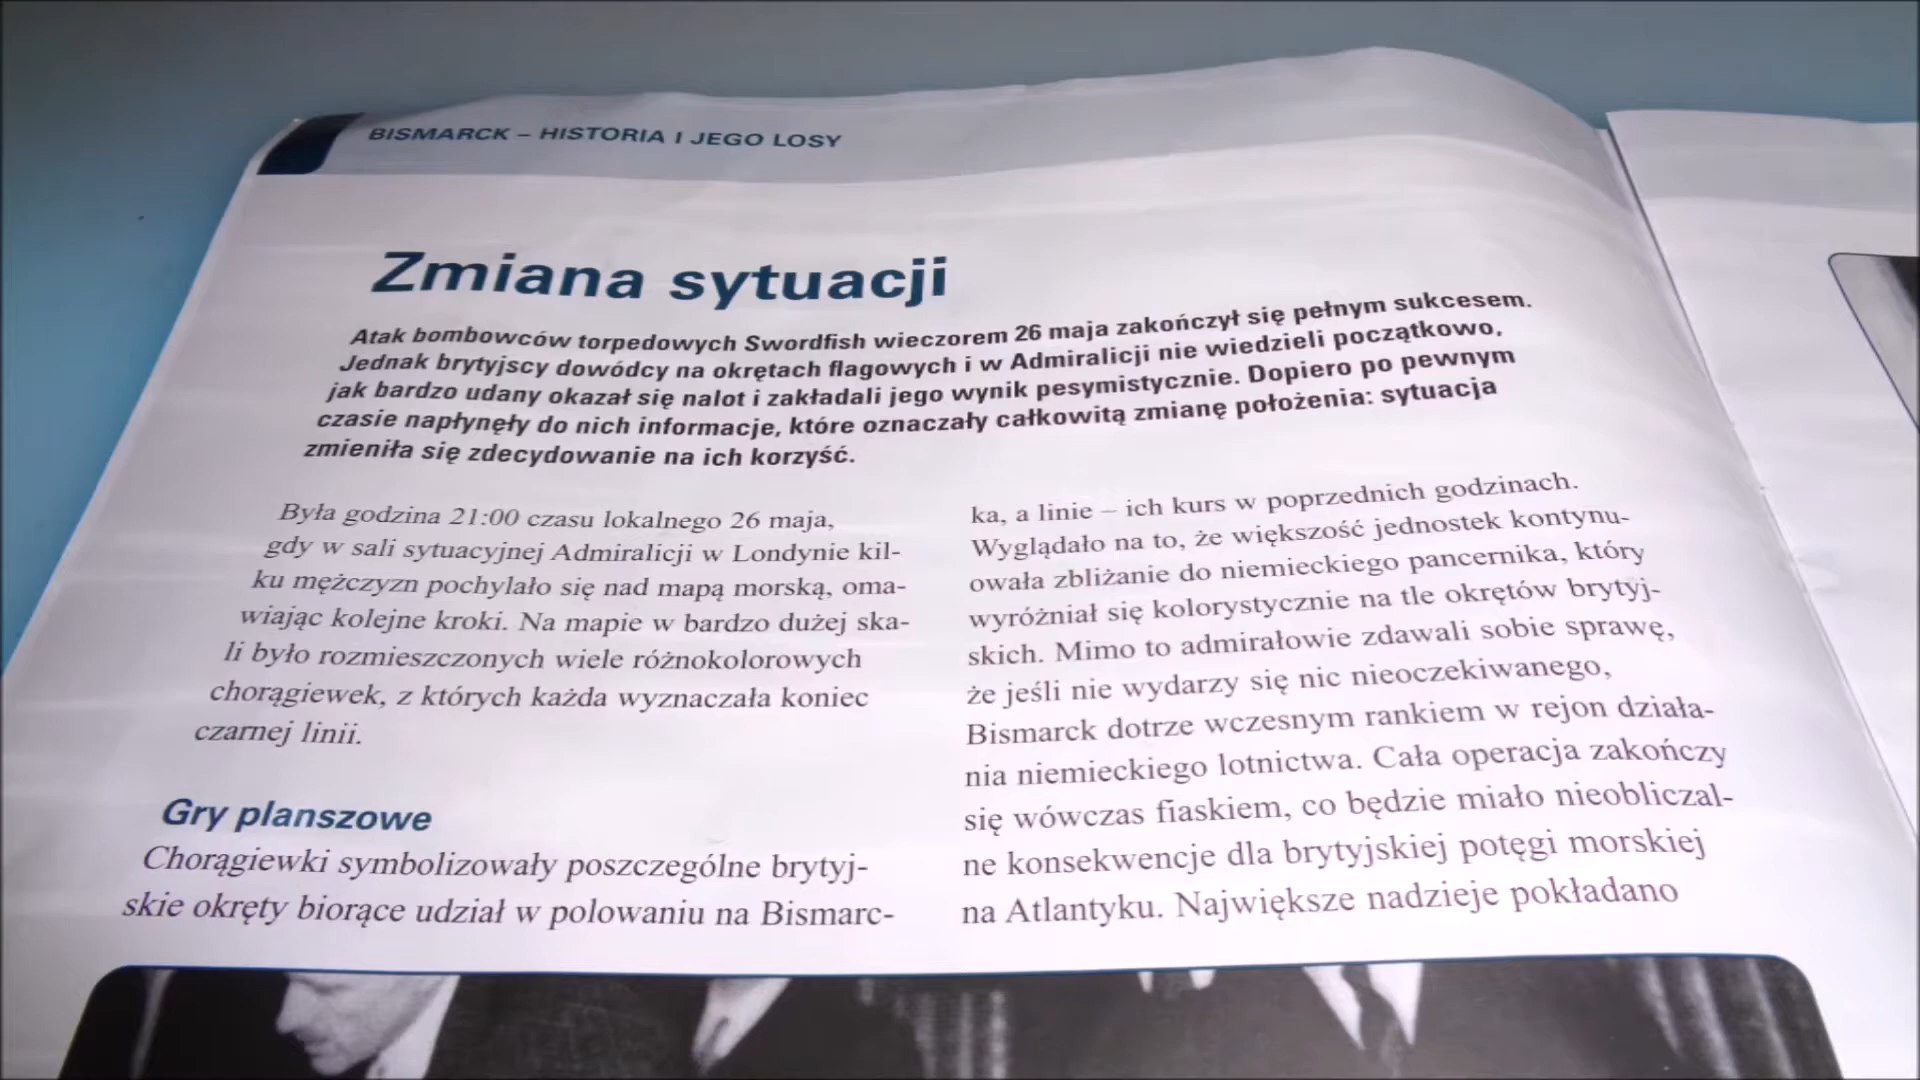 BISMARCK – HISTORIA I JEGO LOSY
Zmiana sytuacji
Atak bombowców torpedowych Swordfish wieczorem 26 maja zakończył się pełnym sukcesem.
Jednak brytyjscy dowódcy na okrętach flagowych i w Admiralicji nie wiedzieli początkowo,
jak bardzo udany okazał się nalot i zakładali jego wynik pesymistycznie. Dopiero po pewnym
czasie napłynęły do nich informacje, które oznaczały całkowitą zmianę położenia: sytuacja
zmieniła się zdecydowanie na ich korzyść.
Była godzina 21:00 czasu lokalnego 26 maja,
gdy w sali sytuacyjnej Admiralicji w Londynie kil-
ku mężczyzn pochylało się nad mapą morską, oma-
wiając kolejne kroki. Na mapie w bardzo dużej ska-
li było rozmieszczonych wiele różnokolorowych
chorągiewek, z których każda wyznaczała koniec
czarnej linii.
Gry planszowe
Chorągiewki symbolizowały poszczególne brytyj-
skie okręty biorące udział w polowaniu na Bismarc-
ka, a linie – ich kurs w poprzednich godzinach.
Wyglądało na to, że większość jednostek kontynu-
owała zbliżanie do niemieckiego pancernika, który
wyróżniał się kolorystycznie na tle okrętów brytyj-
skich. Mimo to admirałowie zdawali sobie sprawę,
że jeśli nie wydarzy się nic nieoczekiwanego,
Bismarck dotrze wczesnym rankiem w rejon działa-
nia niemieckiego lotnictwa. Cała operacja zakończy
się wówczas fiaskiem, co będzie miało nieobliczal-
ne konsekwencje dla brytyjskiej potęgi morskiej
na Atlantyku. Największe nadzieje pokładano